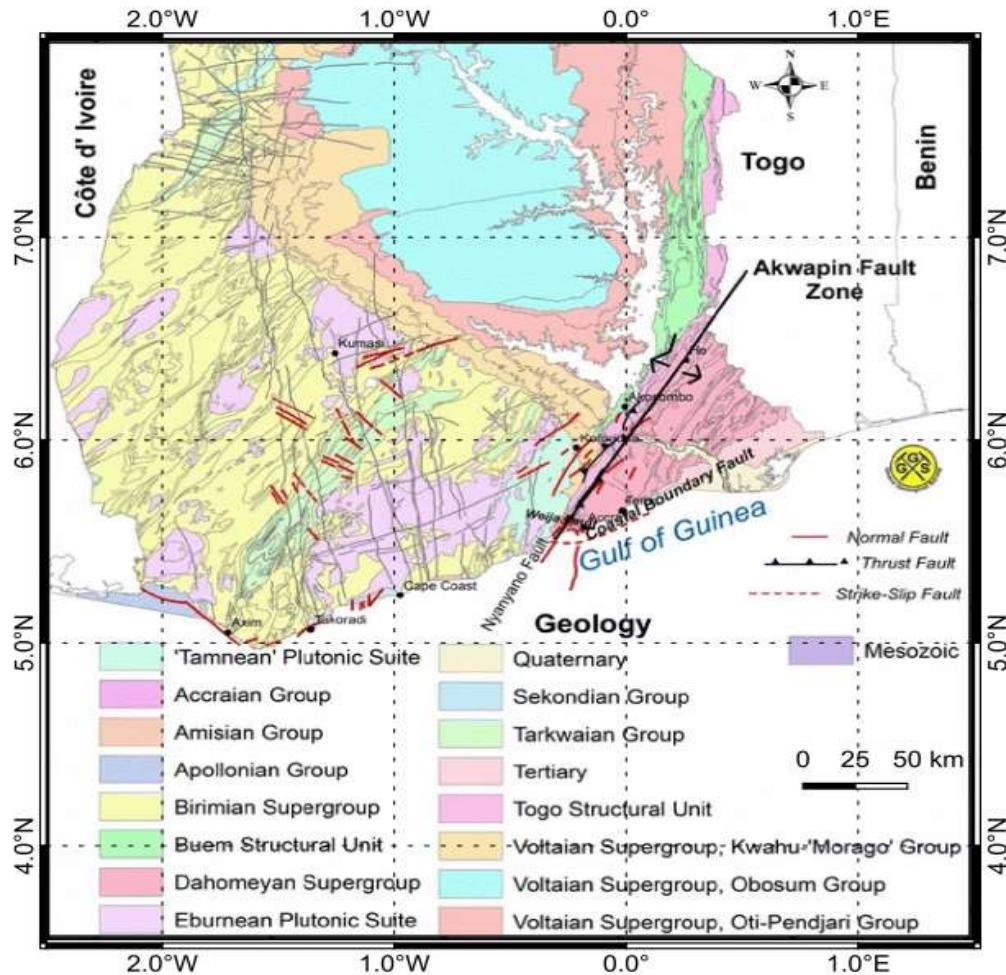 2.0°W 1.0°W 0.0° 1.0°E
Côte d' Ivoire
Togo
Benin
N
W E
S
7.0°N 7.0°N
Akwapin Fault
Zone
Kumasi
Ho
Akosombo
6.0°N 6.0°N
Koforidua
Coastal Boundary Fault
Weija
G G S
Gulf of Guinea
Nyanyano Fault
Normal Fault
Thrust Fault
Strike-Slip Fault
Cape Coast
Axim
Takoradi
Geology
5.0°N 5.0°N
'Tamnean' Plutonic Suite
Accraian Group
Amisian Group
Apollonian Group
Birimian Supergroup
Buem Structural Unit
Dahomeyan Supergroup
Eburnean Plutonic Suite
Quaternary
Sekondian Group
Tarkwaian Group
Tertiary
Togo Structural Unit
Voltaian Supergroup, Kwahu-'Morago' Group
Voltaian Supergroup, Obosum Group
Voltaian Supergroup, Oti-Pendjari Group
Mesozoic
0 25 50 km
4.0°N 4.0°N
2.0°W 1.0°W 0.0° 1.0°E